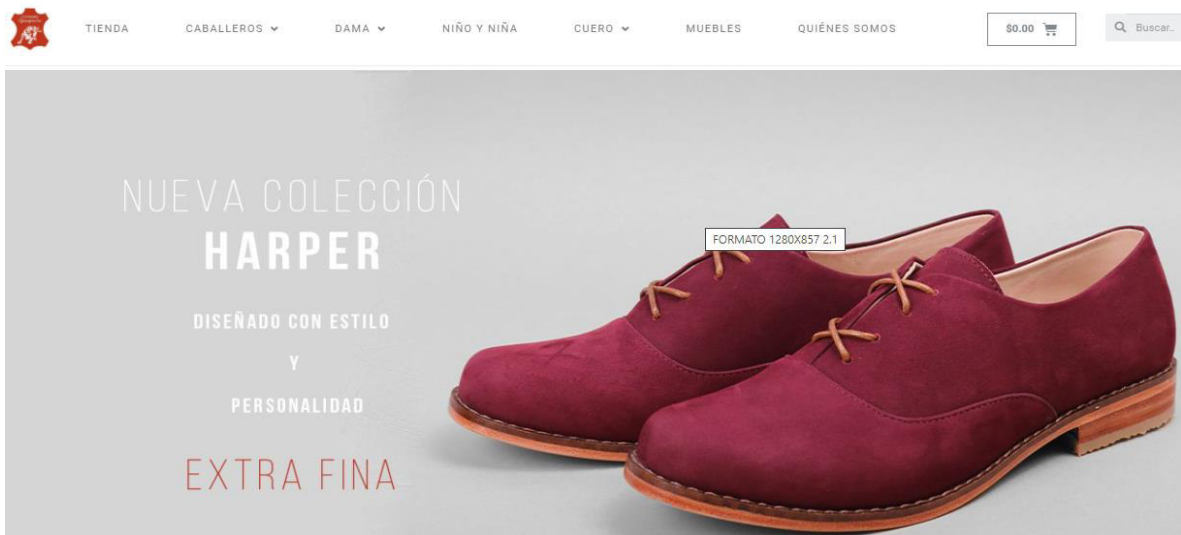 TIENDA
CABALLEROS
DAMA
NIÑO Y NIÑA
CUERO
MUEBLES
QUIÉNES SOMOS
$0.00
Buscar..
NUEVA COLECCIÓN
HARPER
FORMATO 1280X857 2.1
DISEÑADO CON ESTILO
Y
PERSONALIDAD
EXTRA FINA